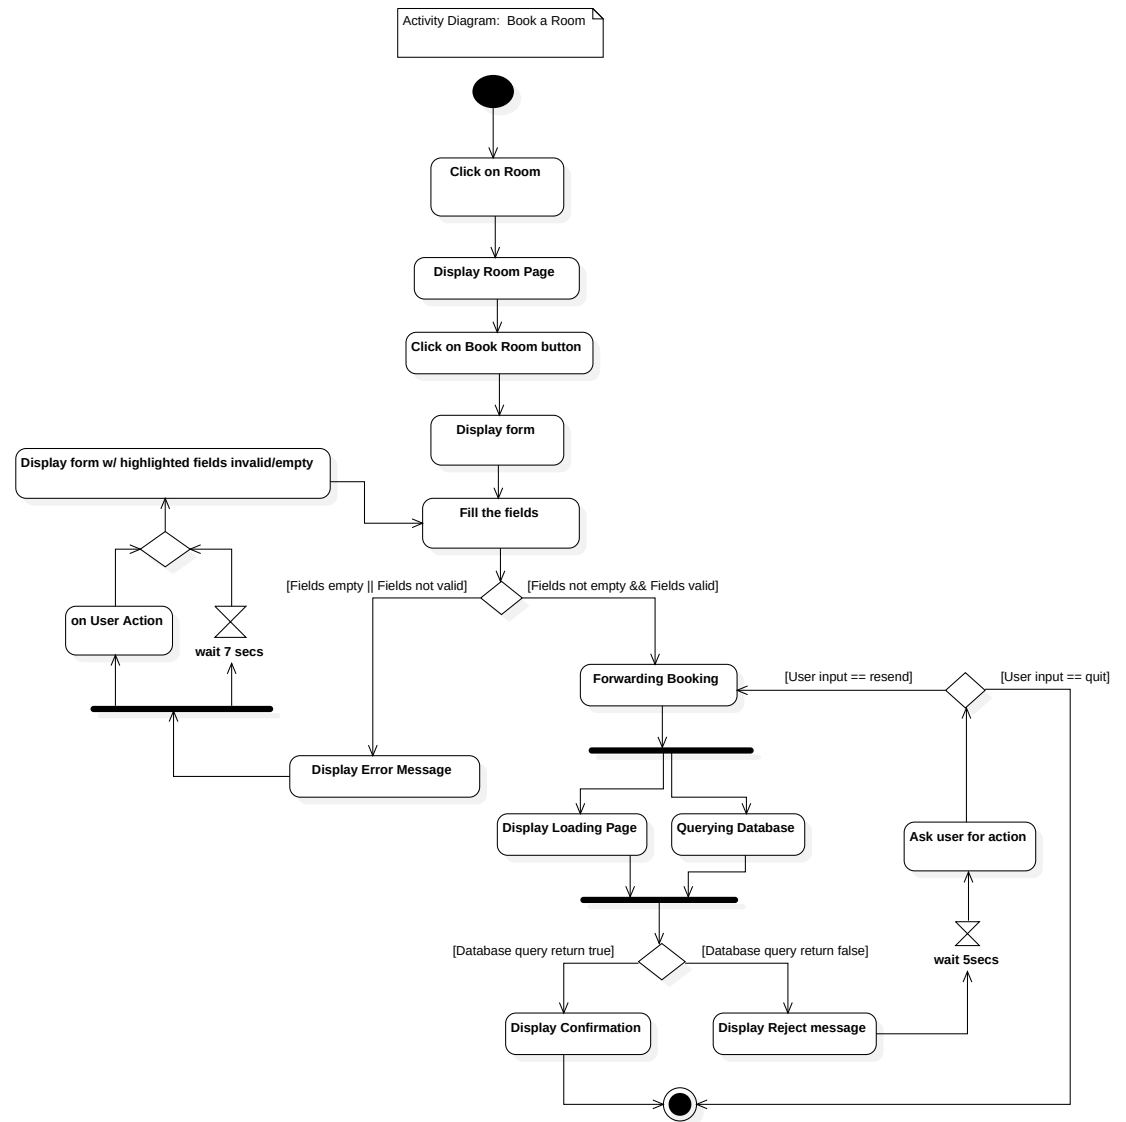 Activity Diagram:  Book a Room
Click on Room
Display Room Page
Click on Book Room button
Display form
Display form w/ highlighted fields invalid/empty
Fill the fields
[Fields empty || Fields not valid]
[Fields not empty && Fields valid]
on User Action
wait 7 secs
Forwarding Booking
[User input == resend]
[User input == quit]
Display Error Message
Display Loading Page
Querying Database
Ask user for action
[Database query return true]
[Database query return false]
wait 5secs
Display Confirmation
Display Reject message